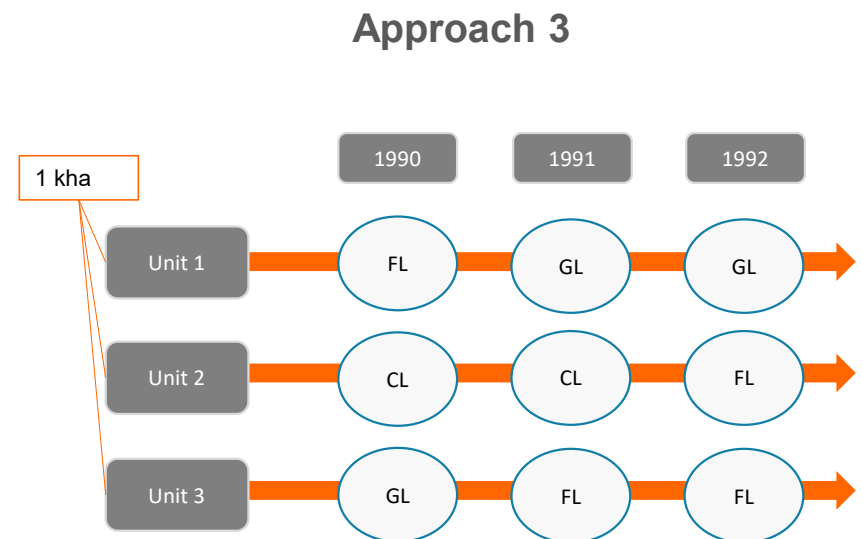 Approach 3
1990 1991 1992
1 kha
Unit 1 FL GL GL
Unit 2 CL CL FL
Unit 3 GL FL FL